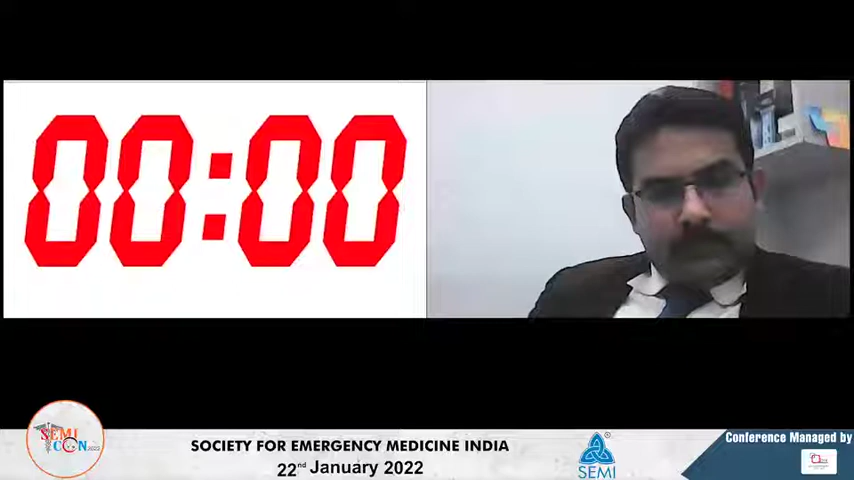 00:00
SEMI
CON 2022
SOCIETY FOR EMERGENCY MEDICINE INDIA
22nd January 2022
SEMI
Conference Managed by